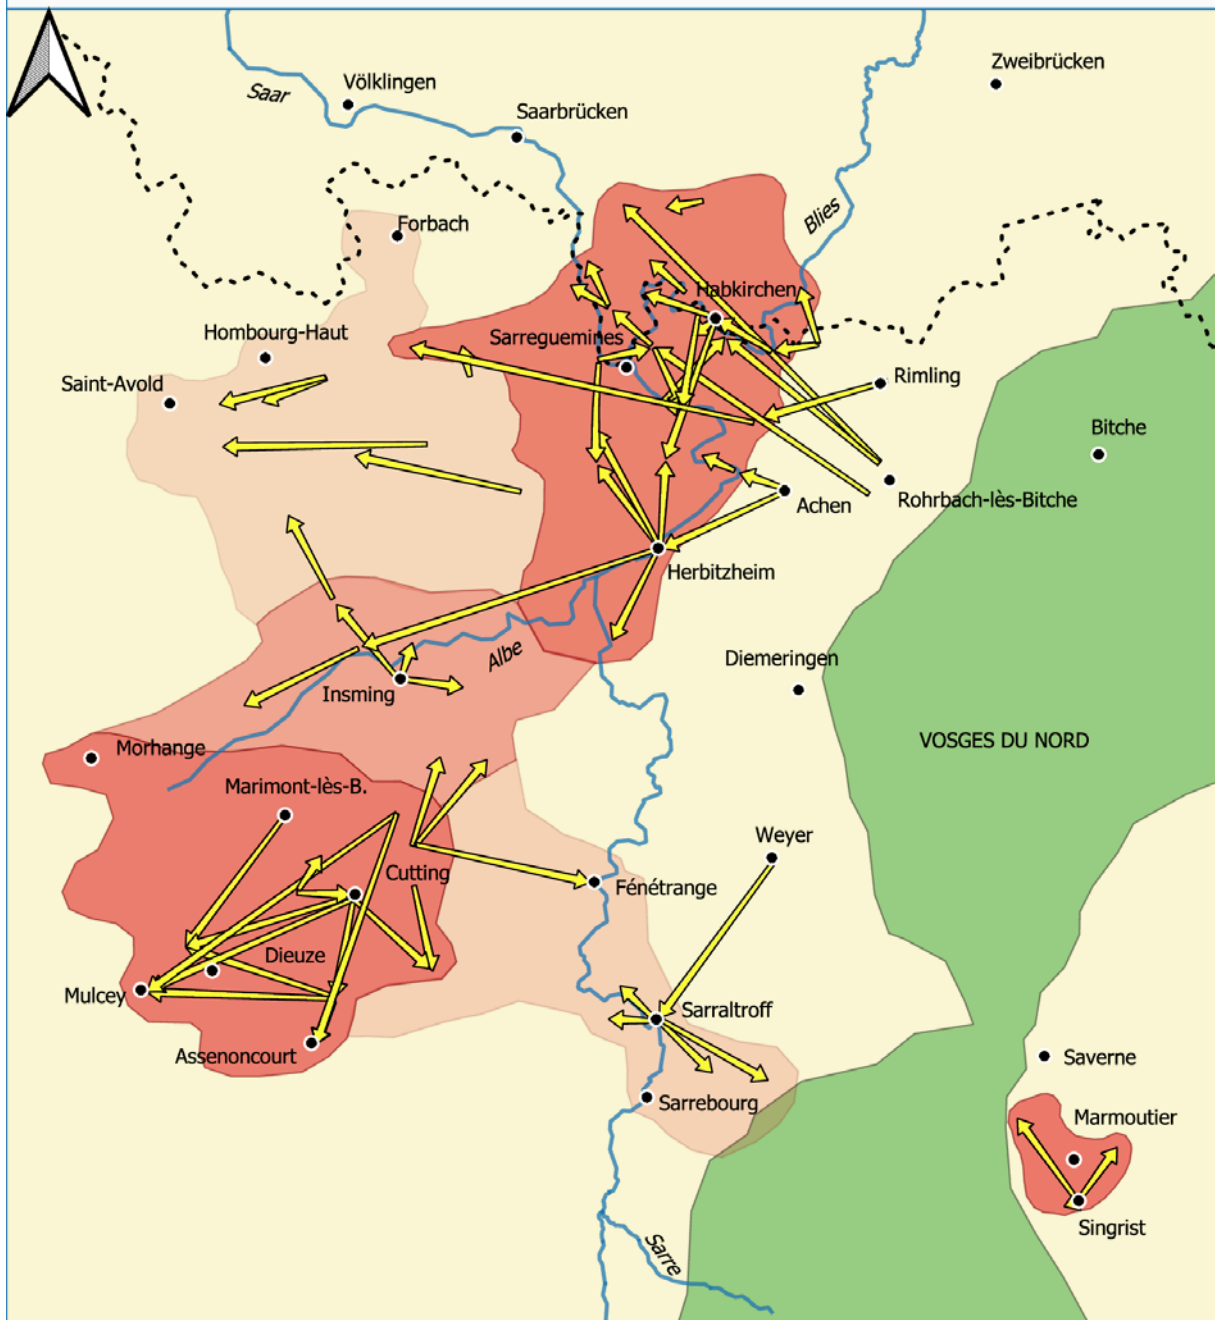 Zweibrücken
Völklingen
Saar
Saarbrücken
Blies
Forbach
Habkirchen
Hombourg-Haut
Sarreguemines
Saint-Avold
Rimling
Bitche
Achen
Rohrbach-lès-Bitche
Herbitzheim
Albe
Diemeringen
Insming
VOSGES DU NORD
Morhange
Marimont-lès-B.
Weyer
Cutting
Fénétrange
Dieuze
Mulcey
Sarraltroff
Assenoncourt
Saverne
Sarrebourg
Marmoutier
Singrist
Sarre